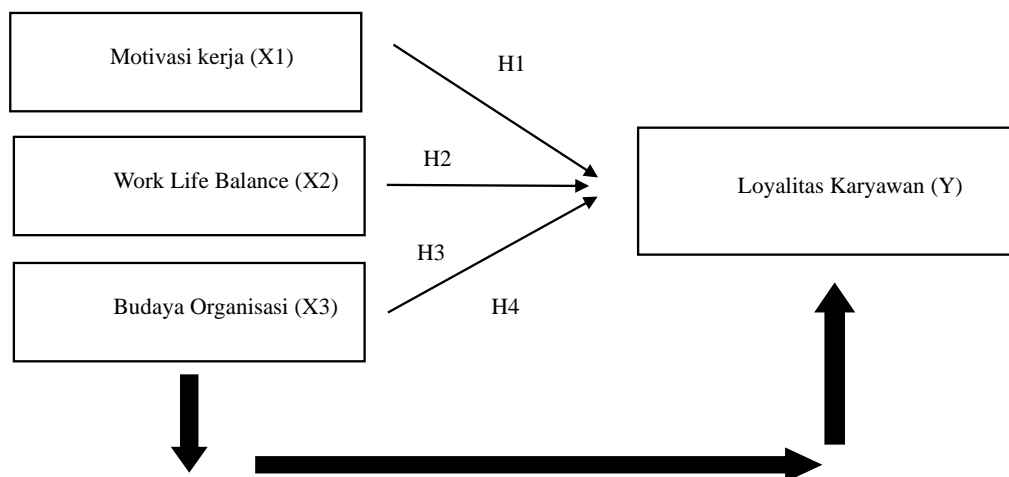 Motivasi kerja (X1)
H1
H2
Work Life Balance (X2)
Loyalitas Karyawan (Y)
H3
Budaya Organisasi (X3)
H4